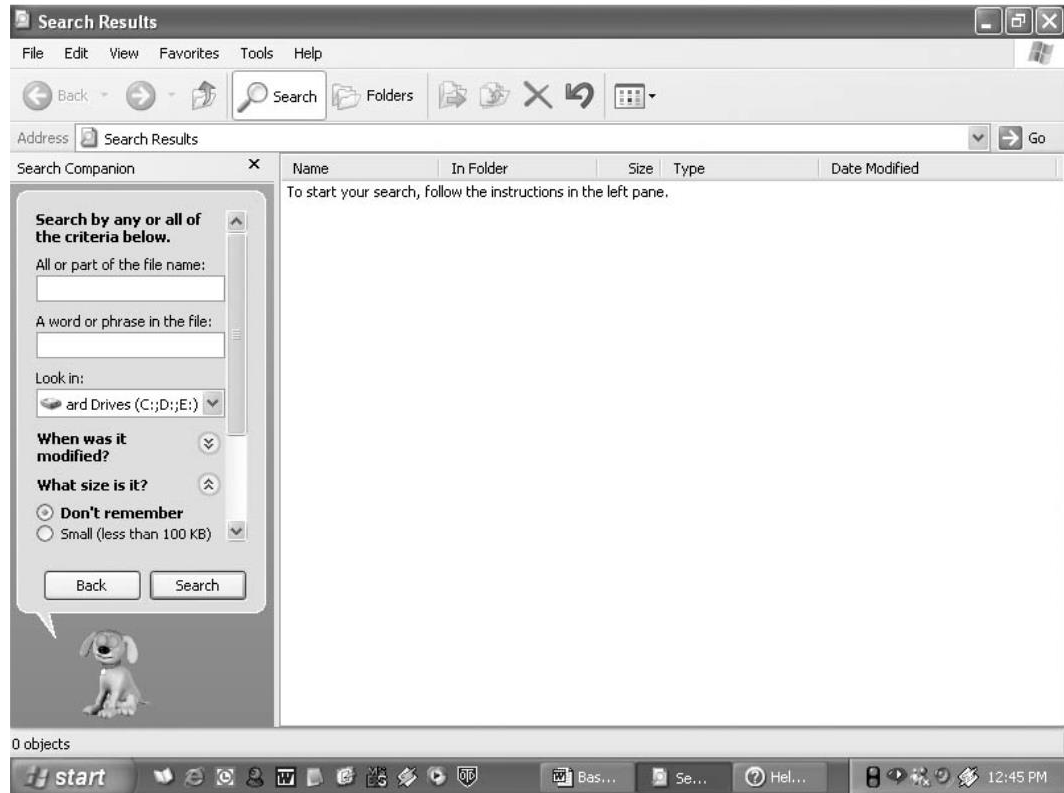 Search Results
File Edit View Favorites Tools Help
Back Search Folders
Address Search Results Go
Search Companion
Name In Folder Size Type Date Modified
To start your search, follow the instructions in the left pane.
Search by any or all of
the criteria below.
All or part of the file name:
A word or phrase in the file:
Look in:
ard Drives (C:;D:;E:)
When was it
modified?
What size is it?
Don't remember
Small (less than 100 KB)
Back Search
0 objects
start Bas... Se... Hel... 12:45 PM